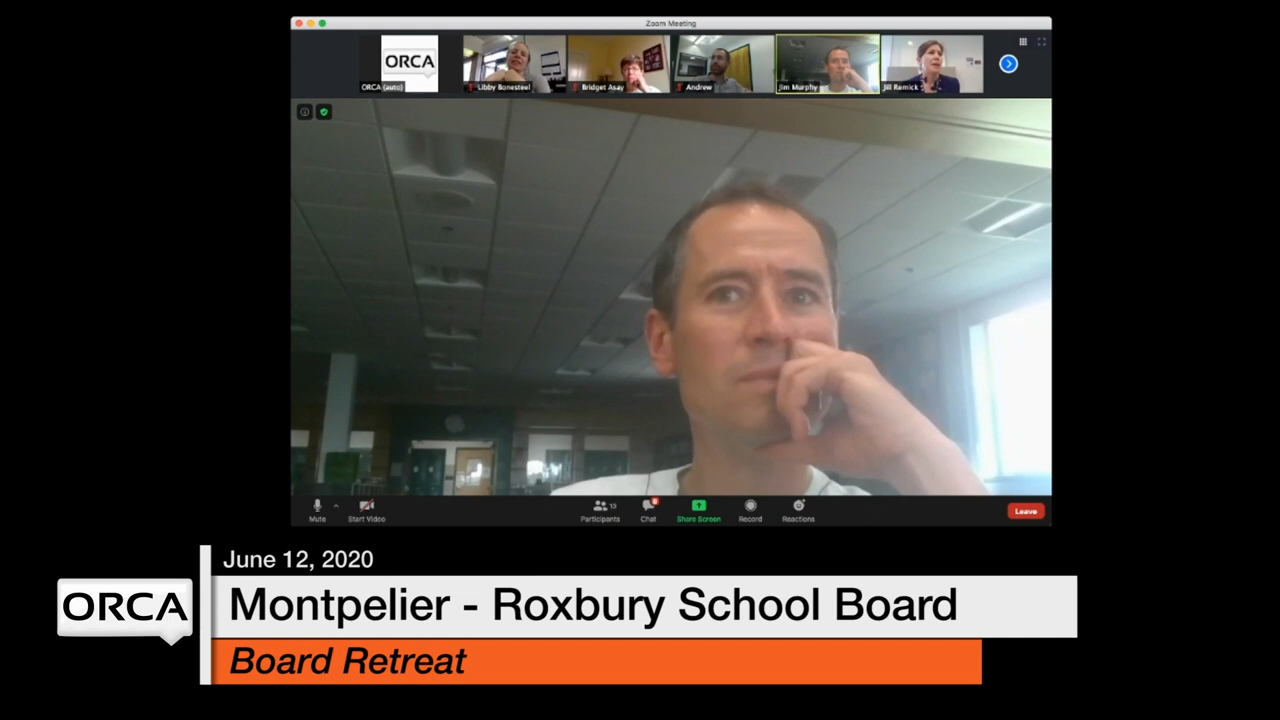 Zoom Meeting
ORCA
ORCA (auto)
Libby Bonesteel
Bridget Asay
Andrew
Jim Murphy
Jill Remick
Mute
Start Video
Participants
13
Chat
Share Screen
Record
Reactions
Leave
June 12, 2020
ORCA
Montpelier - Roxbury School Board
Board Retreat